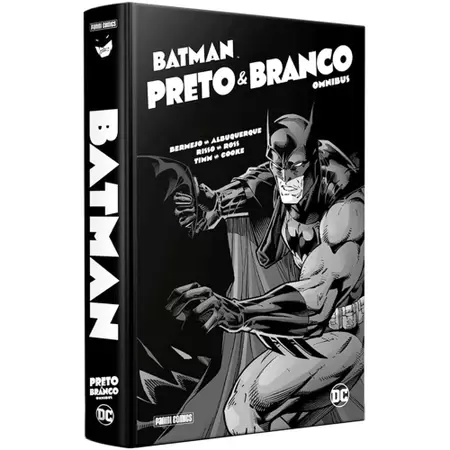 PANINI COMICS
BATMAN
PRETO
&
BRANCO
OMNIBUS
DC
BATMAN
PRETO & BRANCO
OMNIBUS
BERMEJO ❧ ALBUQUERQUE
RISSO ❧ ROSS
TIMM ❧ COOKE
PANINI COMICS
DC